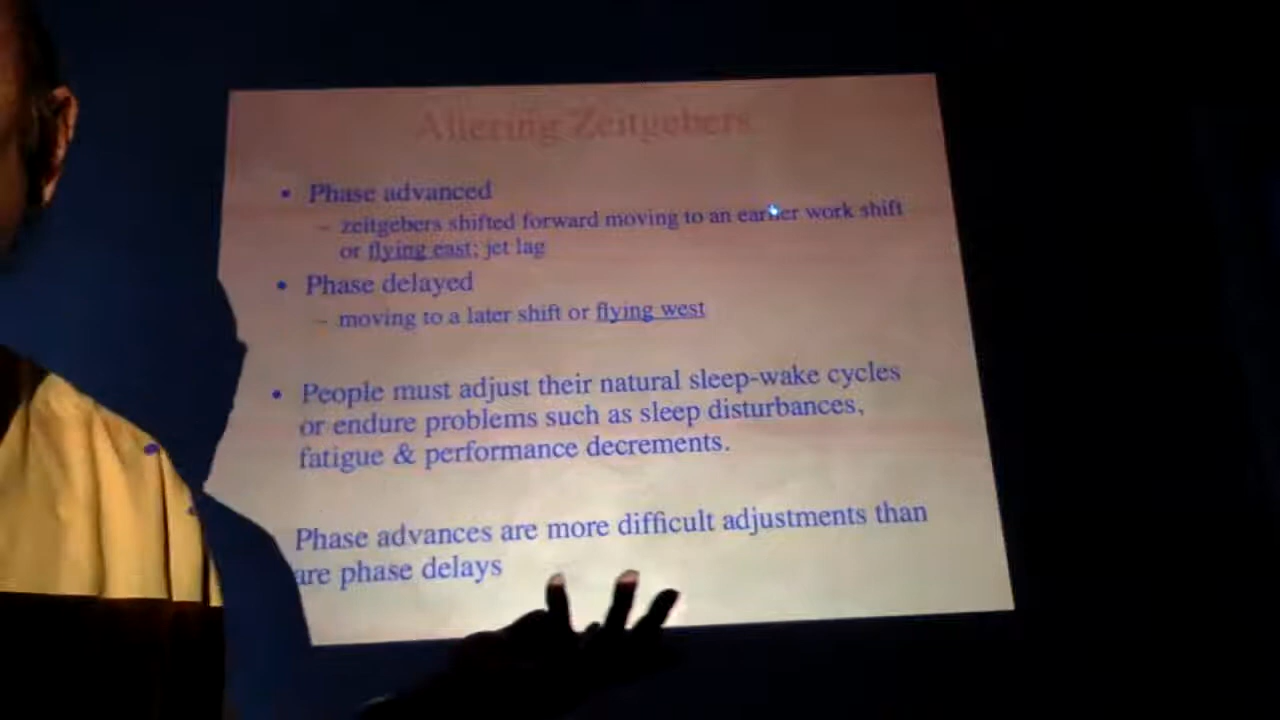 Altering Zeitgebers
• Phase advanced
– zeitgebers shifted forward moving to an earlier work shift
or flying east; jet lag
• Phase delayed
– moving to a later shift or flying west
• People must adjust their natural sleep-wake cycles
or endure problems such as sleep disturbances,
fatigue & performance decrements.
Phase advances are more difficult adjustments than
are phase delays